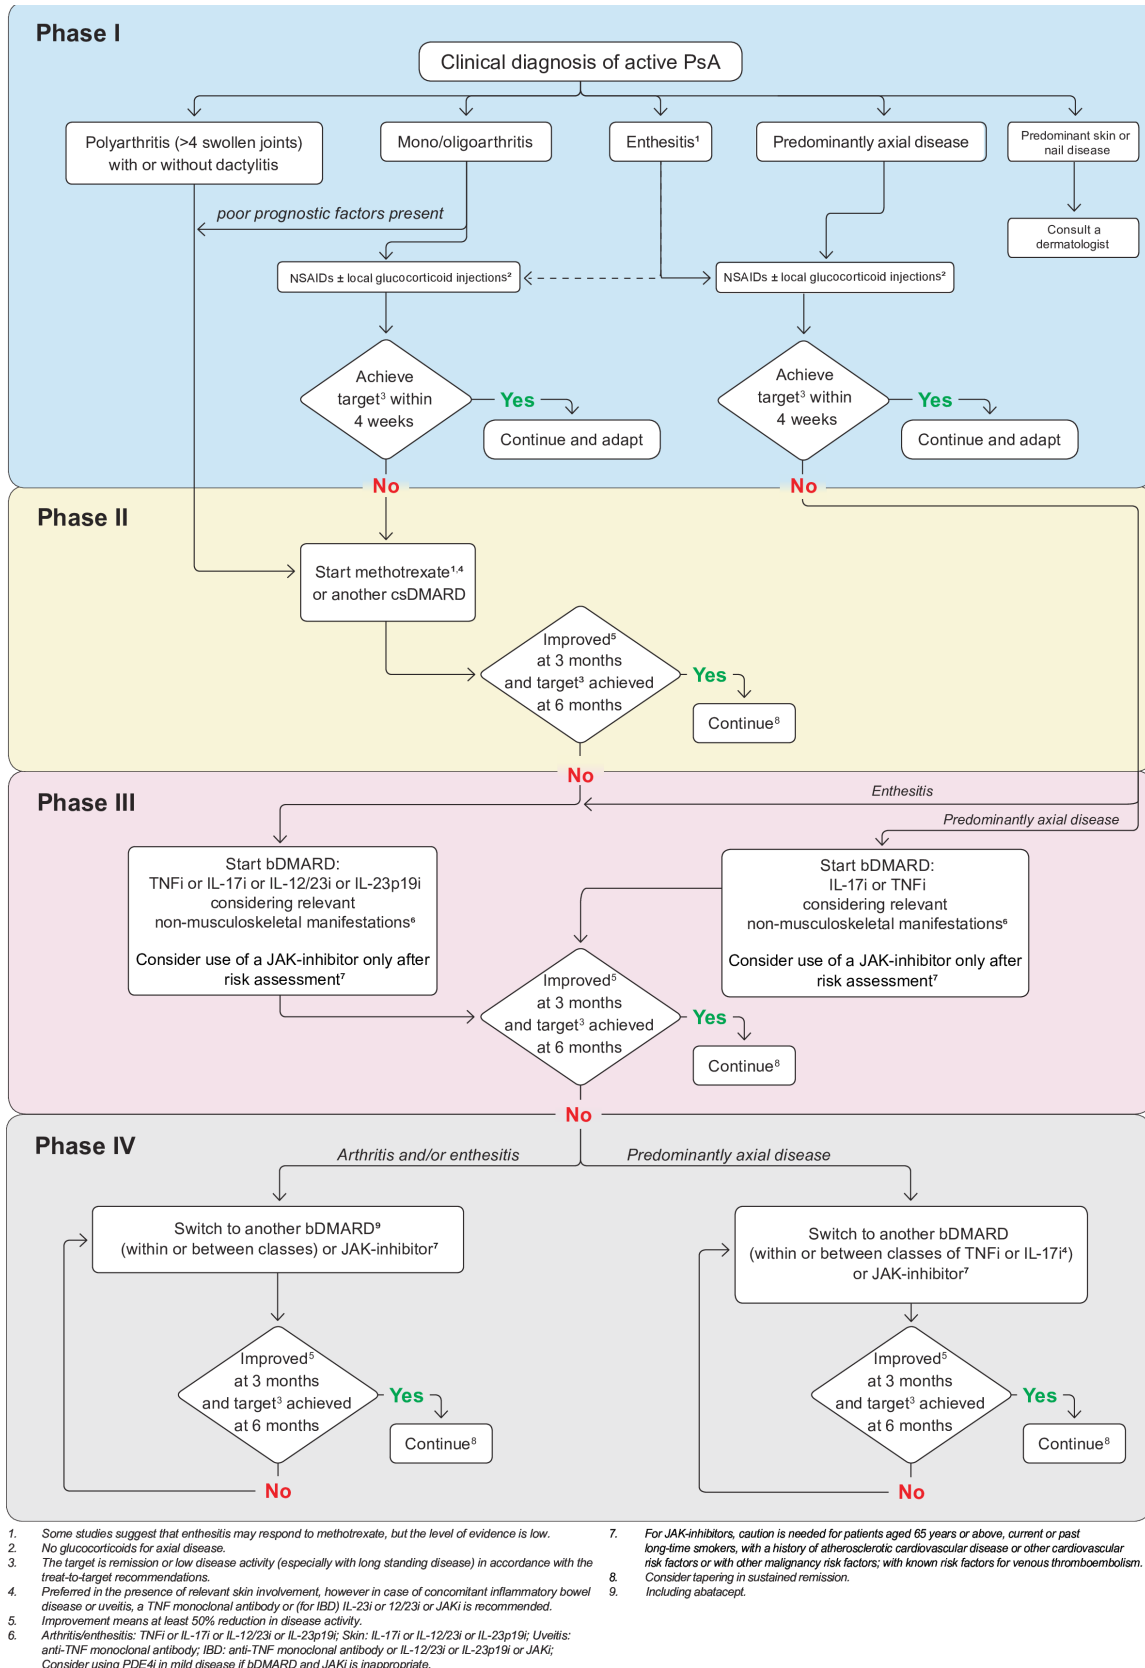 Phase I
Clinical diagnosis of active PsA
Polyarthritis (>4 swollen joints)
with or without dactylitis
Mono/oligoarthritis
Enthesitis¹
Predominantly axial disease
Predominant skin or
nail disease
poor prognostic factors present
Consult a
dermatologist
NSAIDs ± local glucocorticoid injections²
NSAIDs ± local glucocorticoid injections²
Achieve
target³ within
4 weeks
Yes
Continue and adapt
No
Achieve
target³ within
4 weeks
Yes
Continue and adapt
No
Phase II
Start methotrexate¹,⁴
or another csDMARD
Improved⁵
at 3 months
and target³ achieved
at 6 months
Yes
Continue⁸
No
Phase III
Enthesitis
Predominantly axial disease
Start bDMARD:
TNFi or IL-17i or IL-12/23i or IL-23p19i
considering relevant
non-musculoskeletal manifestations⁶
Consider use of a JAK-inhibitor only after
risk assessment⁷
Start bDMARD:
IL-17i or TNFi
considering relevant
non-musculoskeletal manifestations⁶
Consider use of a JAK-inhibitor only after
risk assessment⁷
Improved⁵
at 3 months
and target³ achieved
at 6 months
Yes
Continue⁸
No
Phase IV
Arthritis and/or enthesitis
Predominantly axial disease
Switch to another bDMARD⁹
(within or between classes) or JAK-inhibitor⁷
Switch to another bDMARD
(within or between classes of TNFi or IL-17i⁴)
or JAK-inhibitor⁷
Improved⁵
at 3 months
and target³ achieved
at 6 months
Yes
Continue⁸
No
Improved⁵
at 3 months
and target³ achieved
at 6 months
Yes
Continue⁸
No
1. Some studies suggest that enthesitis may respond to methotrexate, but the level of evidence is low.
2. No glucocorticoids for axial disease.
3. The target is remission or low disease activity (especially with long standing disease) in accordance with the
treat-to-target recommendations.
4. Preferred in the presence of relevant skin involvement, however in case of concomitant inflammatory bowel
disease or uveitis, a TNF monoclonal antibody or (for IBD) IL-23i or 12/23i or JAKi is recommended.
5. Improvement means at least 50% reduction in disease activity.
6. Arthritis/enthesitis: TNFi or IL-17i or IL-12/23i or IL-23p19i; Skin: IL-17i or IL-12/23i or IL-23p19i; Uveitis:
anti-TNF monoclonal antibody; IBD: anti-TNF monoclonal antibody or IL-12/23i or IL-23p19i or JAKi;
Consider using PDE4i in mild disease if bDMARD and JAKi is inappropriate.
7. For JAK-inhibitors, caution is needed for patients aged 65 years or above, current or past
long-time smokers, with a history of atherosclerotic cardiovascular disease or other cardiovascular
risk factors or with other malignancy risk factors; with known risk factors for venous thromboembolism.
8. Consider tapering in sustained remission.
9. Including abatacept.